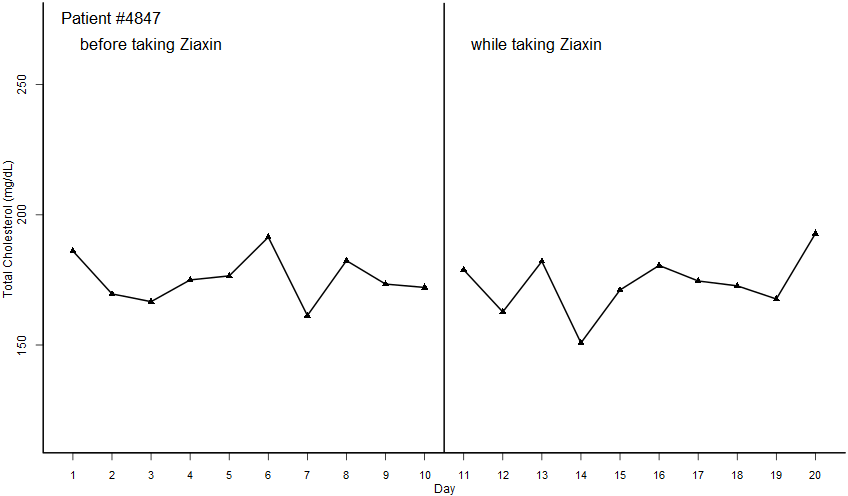 Patient #4847
before taking Ziaxin
while taking Ziaxin
250
200
150
Total Cholesterol (mg/dL)
1 2 3 4 5 6 7 8 9 10 11 12 13 14 15 16 17 18 19 20
Day